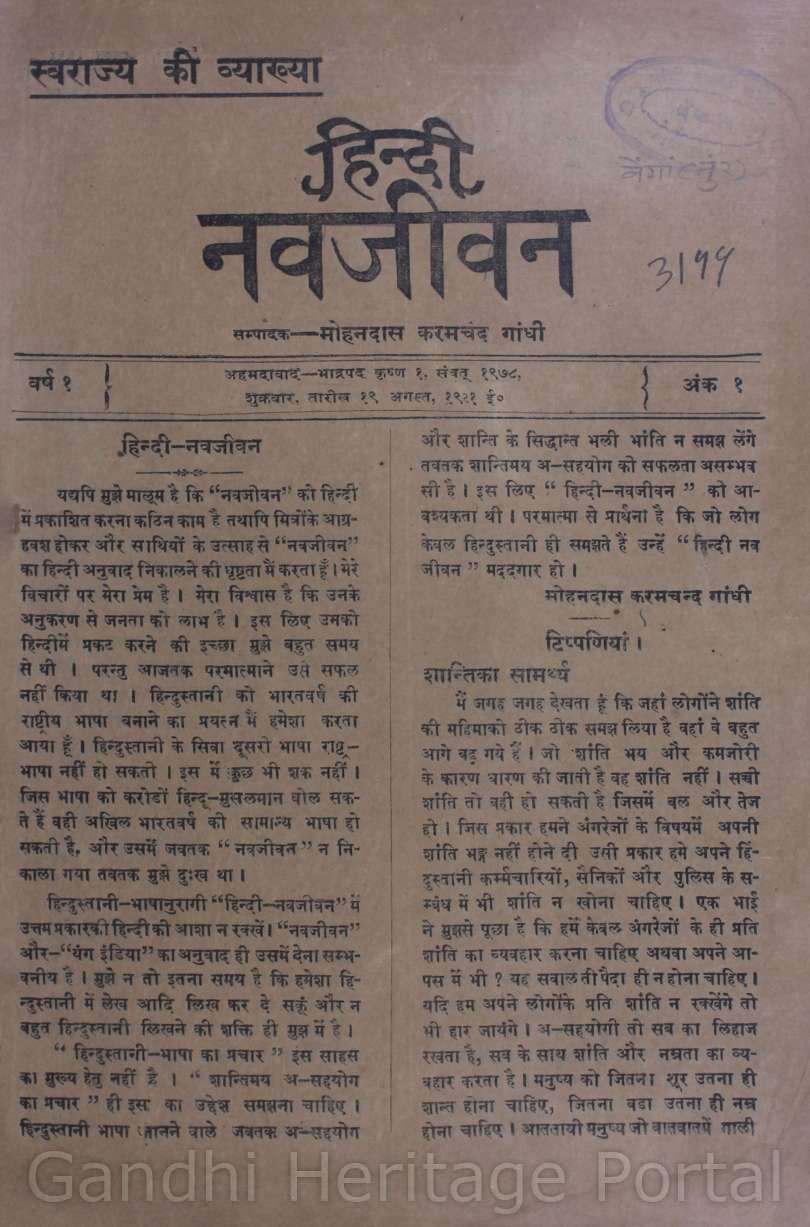 स्वराज्य की व्याख्या
हिन्दी
नवजीवन
3199
सम्पादक—मोहनदास करमचंद गांधी
वर्ष १
अहमदाबाद—भाद्रपद कृष्ण १, संवत् १९७८,
शुक्रवार, तारीख १९ अगस्त, १९२१ ई०
अंक १
हिन्दी–नवजीवन
यद्यपि मुझे मालूम है कि “नवजीवन” को हिन्दी
में प्रकाशित करना कठिन काम है तथापि मित्रोंके आग्र-
हवश होकर और साथियों के उत्साह से “नवजीवन”
का हिन्दी अनुवाद निकालने की धृष्टता मैं करता हूँ। मेरे
विचारों पर मेरा प्रेम है। मेरा विश्वास है कि उनके
अनुकरण से जनता को लाभ है। इस लिए उनको
हिन्दीमें प्रकट करने की इच्छा मुझे बहुत समय
से थी। परन्तु आजतक परमात्माने उसे सफल
नहीं किया था। हिन्दुस्तानी को भारतवर्ष की
राष्ट्रीय भाषा बनाने का प्रयत्न मैं हमेशा करता
आया हूँ। हिन्दुस्तानी के सिवा दूसरी भाषा राष्ट्र–
भाषा नहीं हो सकती। इस में कुछ भी शक नहीं।
जिस भाषा को करोडों हिन्दू–मुसलमान बोल सक-
ते हैं वही अखिल भारतवर्ष की सामान्य भाषा हो
सकती है, और उसमें जबतक “ नवजीवन ” न नि-
काला गया तबतक मुझे दुःख था।
हिन्दुस्तानी–भाषानुरागी “हिन्दी–नवजीवन” में
उत्तम प्रकारकी हिन्दी की आशा न रक्खें। “नवजीवन”
और–“यंग इंडिया” का अनुवाद ही उसमें देना सम्भ-
वनीय है। मुझे न तो इतना समय है कि हमेशा हि-
न्दुस्तानी में लेख आदि लिख कर दे सकूं और न
बहुत हिन्दुस्तानी लिखने की शक्ति ही मुझ में है।
“ हिन्दुस्तानी–भाषा का प्रचार ” इस साहस
का मुख्य हेतु नहीं है। “ शान्तिमय अ–सहयोग
का प्रचार ” ही इस का उद्देश समझना चाहिए।
हिन्दुस्तानी भाषा जानने वाले जबतक अ–सहयोग
और शान्ति के सिद्धान्त भली भांति न समझ लेंगे
तबतक शान्तिमय अ–सहयोग की सफलता असम्भव
सी है। इस लिए “ हिन्दी–नवजीवन ” को आ-
वश्यकता थी। परमात्मा से प्रार्थना है कि जो लोग
केवल हिन्दुस्तानी ही समझते हैं उन्हें “ हिन्दी नव
जीवन ” मददगार हो।
मोहनदास करमचन्द गांधी
टिप्पणियां।
शान्तिका सामर्थ्य
मैं जगह जगह देखता हूं कि जहां लोगोंने शांति
की महिमाको ठीक ठीक समझ लिया है वहां वे बहुत
आगे बढ़ गये हैं। जो शांति भय और कमजोरी
के कारण धारण की जाती है वह शांति नहीं। सच्ची
शांति तो वही हो सकती है जिसमें बल और तेज
हो। जिस प्रकार हमने अंगरेजों के विषयमें अपनी
शांति भङ्ग नहीं होने दी उसी प्रकार हमे अपने हिं-
दुस्तानी कर्म्मचारियों, सैनिकों और पुलिस के स-
म्बंध में भी शांति न खोना चाहिए। एक भाई
ने मुझसे पूछा है कि हमें केवल अंगरेजों के ही प्रति
शांति का व्यवहार करना चाहिए अथवा अपने आ-
पस में भी ? यह सवाल तो पैदा ही न होना चाहिए।
यदि हम अपने लोगोंके प्रति शांति न रक्खेंगे तो
भी हार जायंगे। अ–सहयोगी तो सब का लिहाज
रखता है, सब के साथ शांति और नम्रता का व्य-
वहार करता है। मनुष्य को जितना शूर उतना ही
शान्त होना चाहिए, जितना बडा उतना ही नम्र
होना चाहिए। आततायी मनुष्य जो बातबातमें गाली
Gandhi Heritage Portal